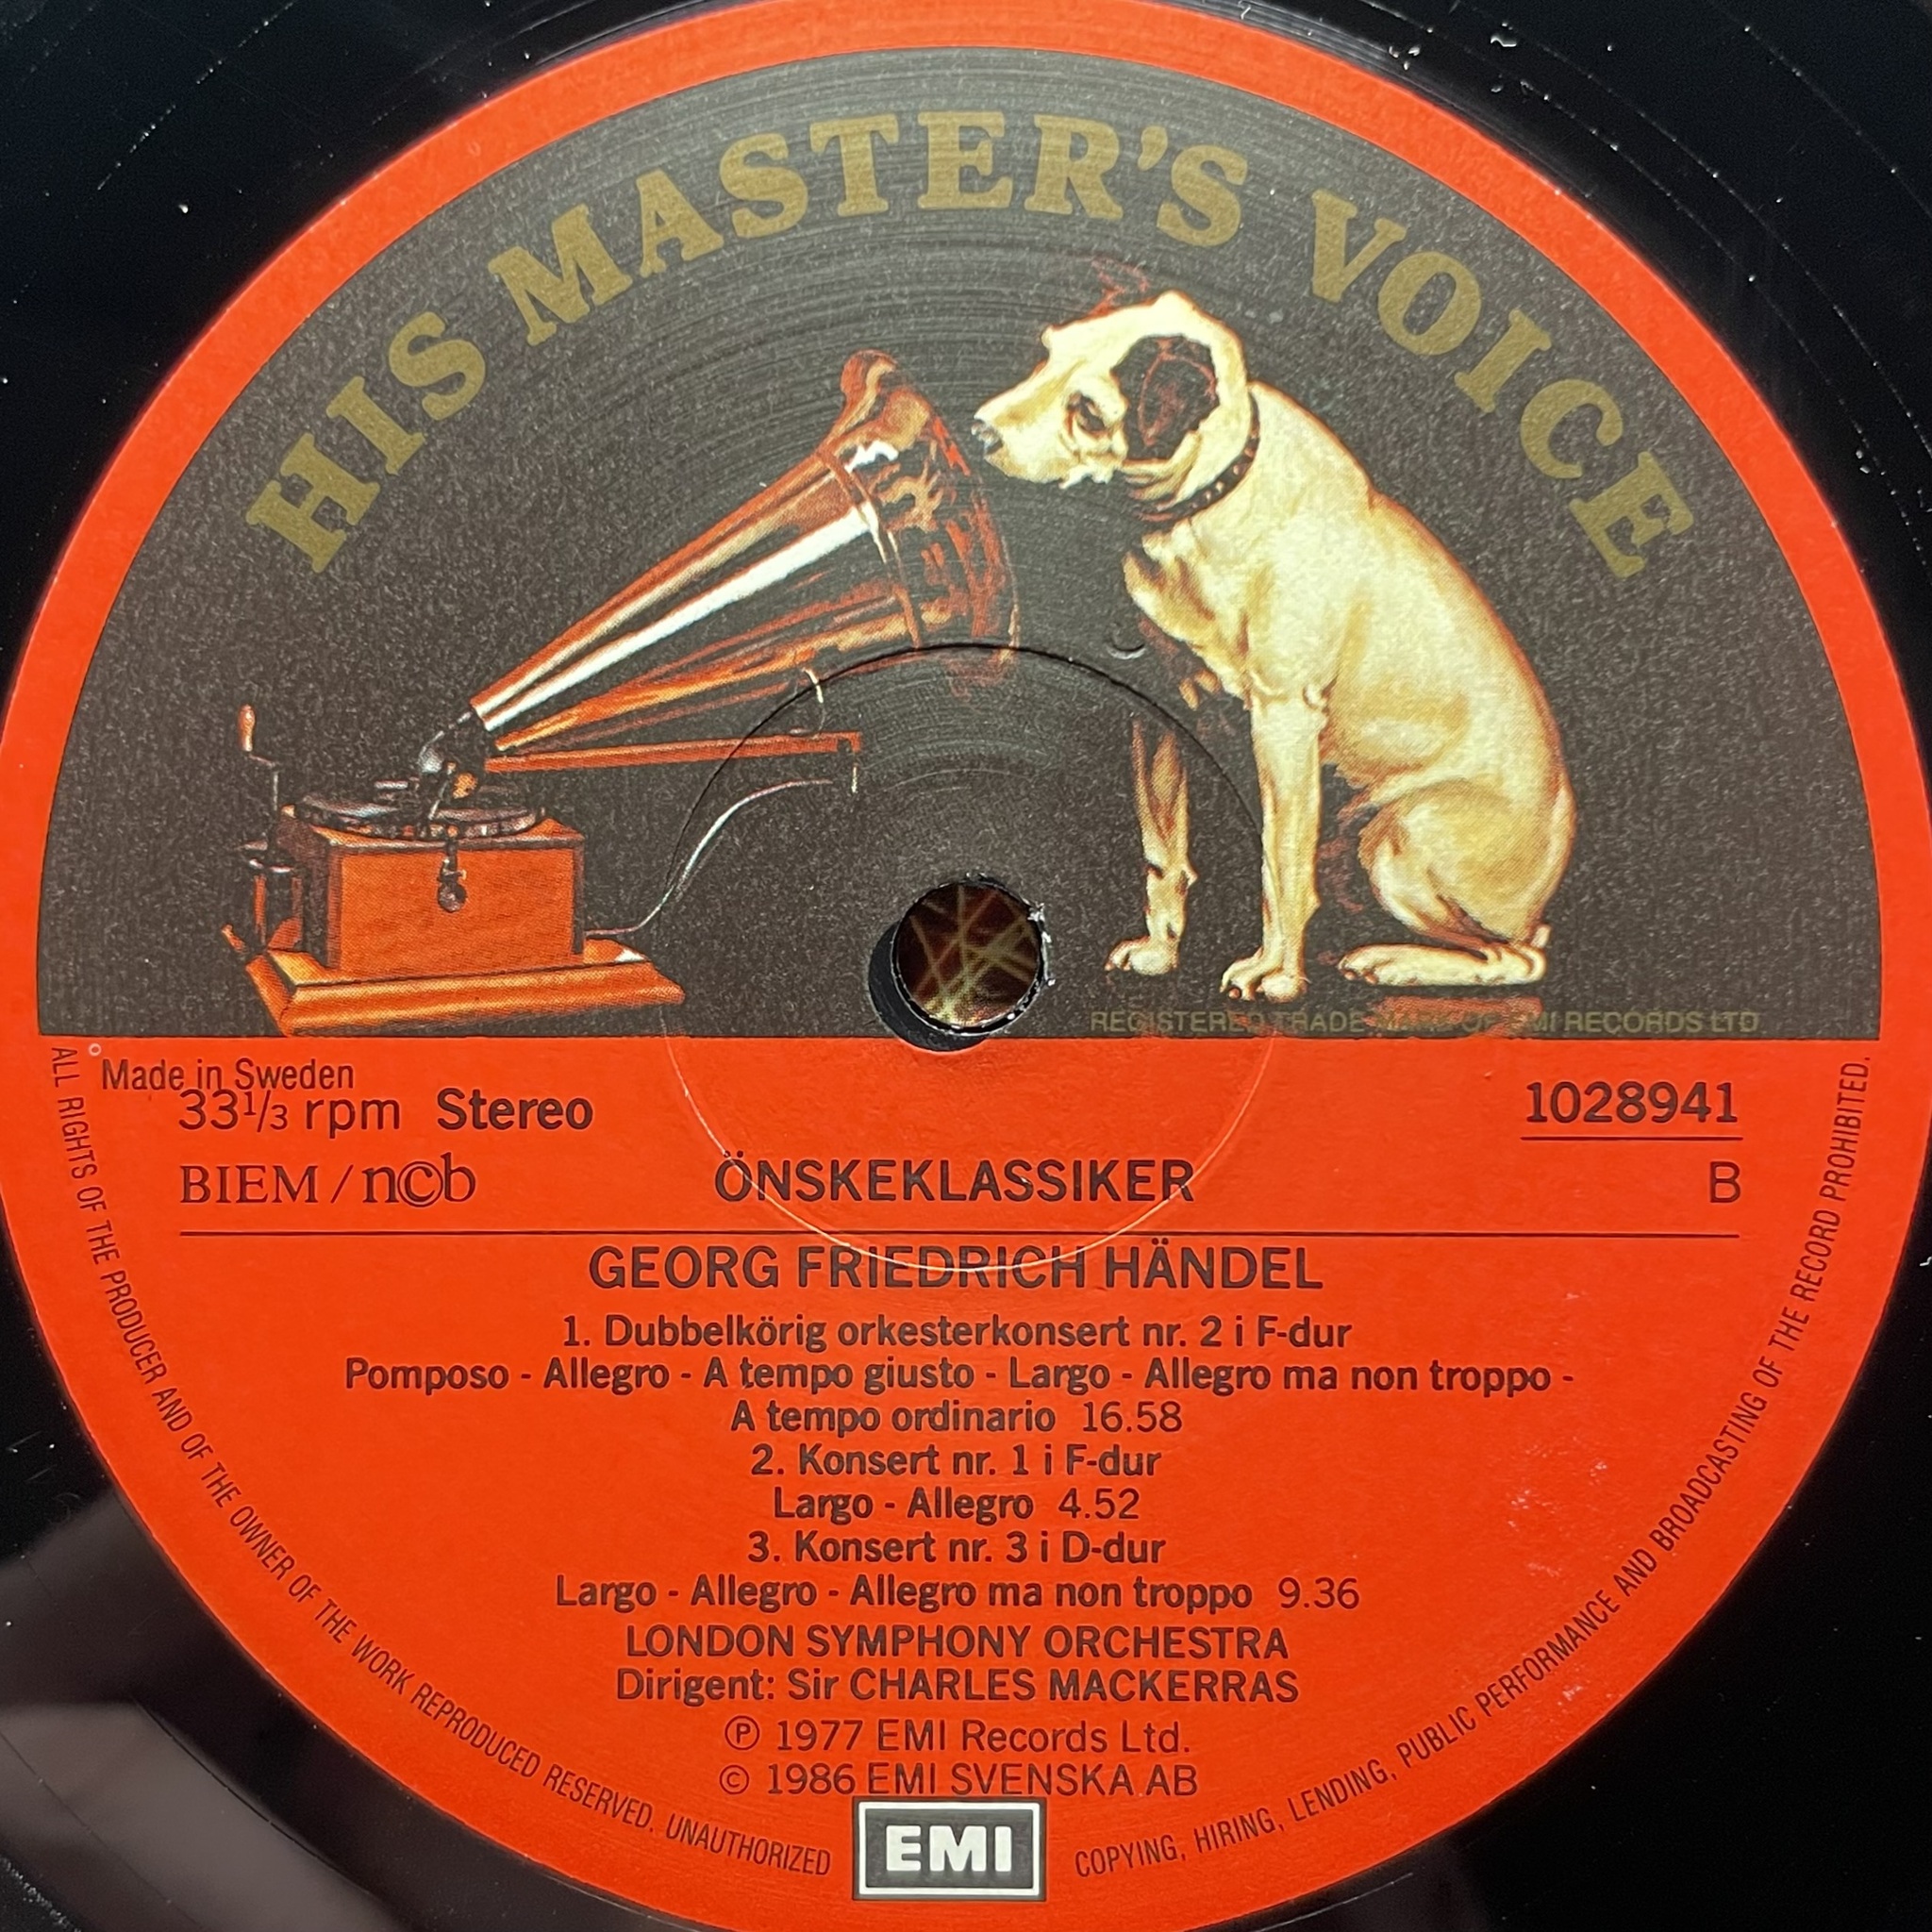 HIS MASTER'S VOICE
REGISTERED TRADE MARK OF EMI RECORDS LTD
Made in Sweden
33 1/3 rpm Stereo
1028941
BIEM / n©b
ÖNSKEKLASSIKER
B
GEORG FRIEDRICH HÄNDEL
1. Dubbelkörig orkesterkonsert nr. 2 i F-dur
Pomposo - Allegro - A tempo giusto - Largo - Allegro ma non troppo -
A tempo ordinario 16.58
2. Konsert nr. 1 i F-dur
Largo - Allegro 4.52
3. Konsert nr. 3 i D-dur
Largo - Allegro - Allegro ma non troppo 9.36
LONDON SYMPHONY ORCHESTRA
Dirigent: Sir CHARLES MACKERRAS
℗ 1977 EMI Records Ltd.
© 1986 EMI SVENSKA AB
EMI
ALL RIGHTS OF THE PRODUCER AND OF THE OWNER OF THE WORK REPRODUCED RESERVED. UNAUTHORIZED COPYING, HIRING, LENDING, PUBLIC PERFORMANCE AND BROADCASTING OF THE RECORD PROHIBITED.